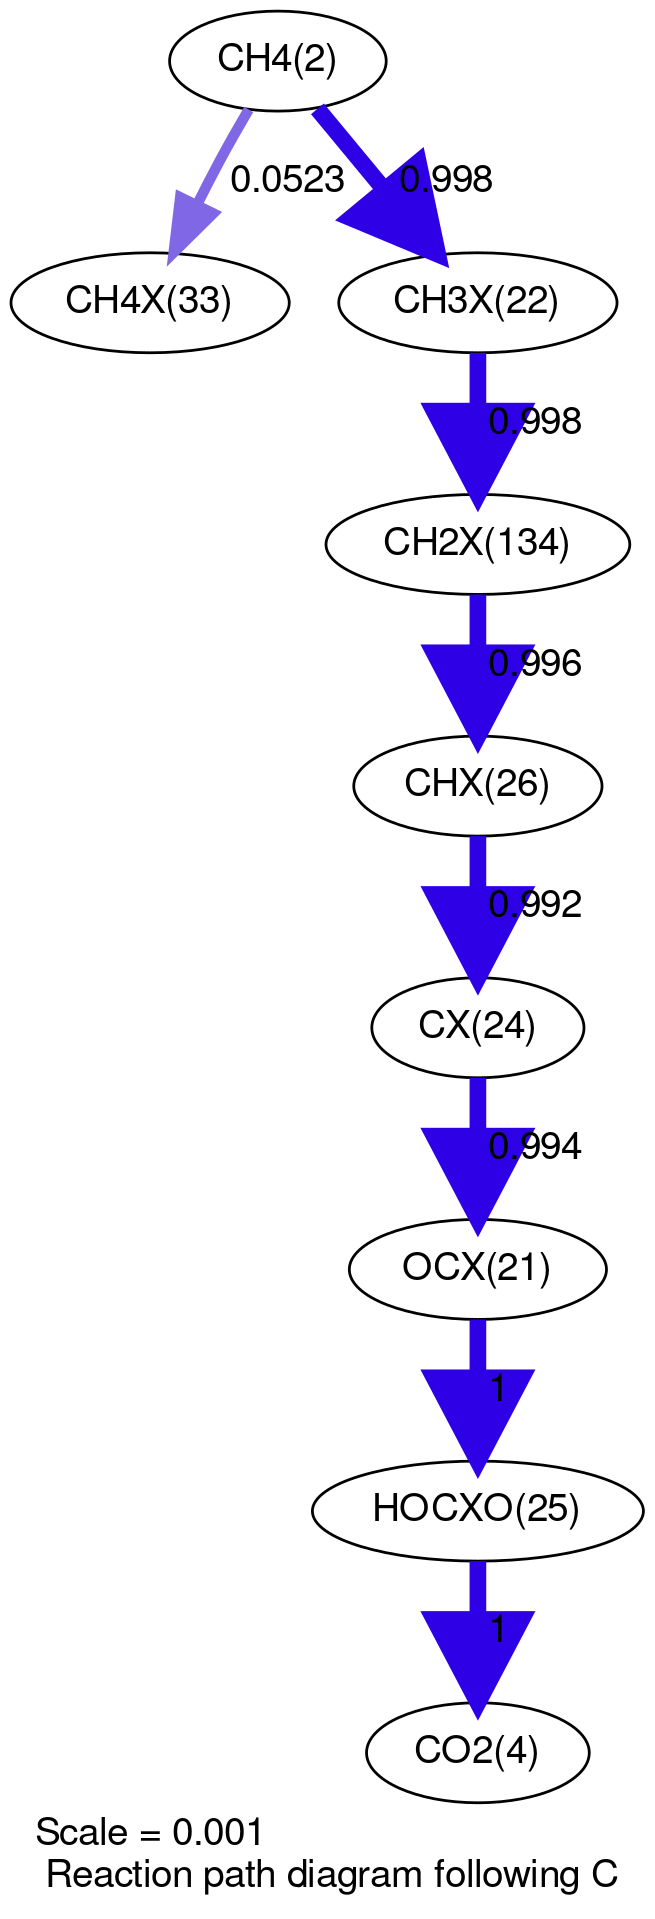 CH4(2)
0.0523
0.998
CH4X(33)
CH3X(22)
0.998
CH2X(134)
0.996
CHX(26)
0.992
CX(24)
0.994
OCX(21)
1
HOCXO(25)
1
CO2(4)
Scale = 0.001
Reaction path diagram following C